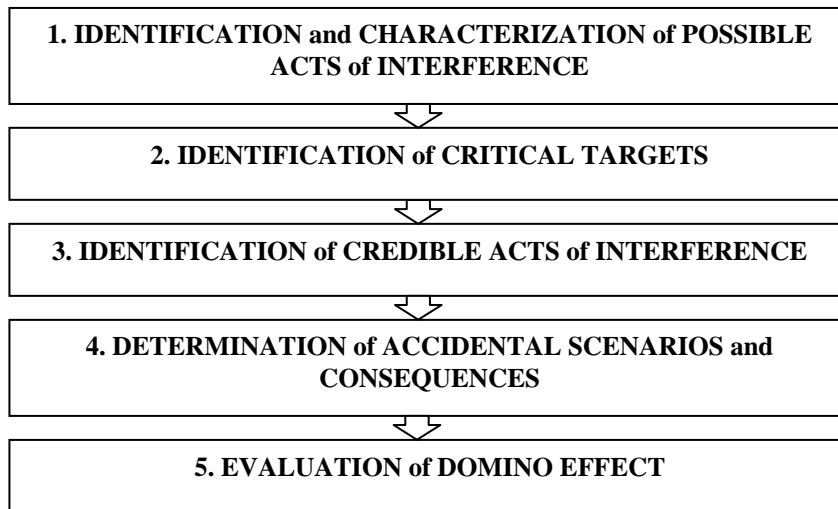 1. IDENTIFICATION and CHARACTERIZATION of POSSIBLE
ACTS of INTERFERENCE
2. IDENTIFICATION of CRITICAL TARGETS
3. IDENTIFICATION of CREDIBLE ACTS of INTERFERENCE
4. DETERMINATION of ACCIDENTAL SCENARIOS and
CONSEQUENCES
5. EVALUATION of DOMINO EFFECT